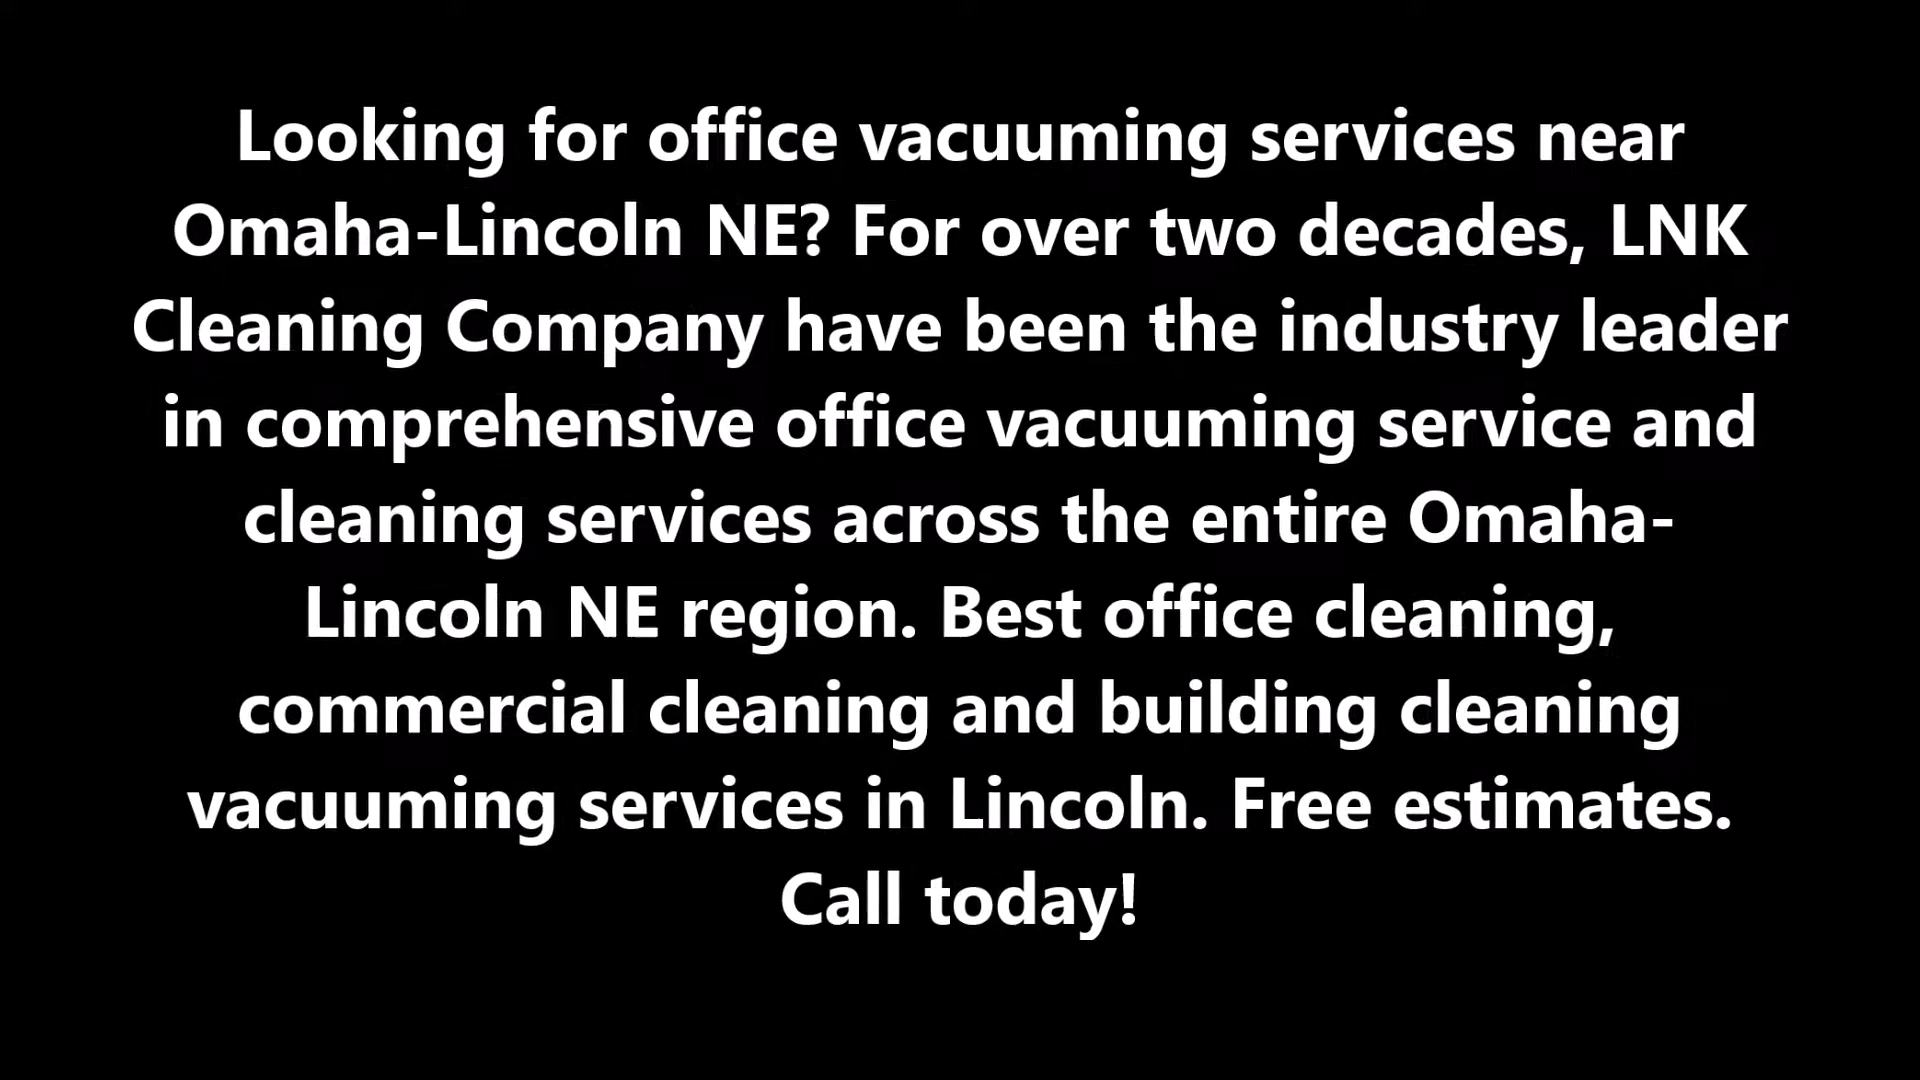 Looking for office vacuuming services near
Omaha-Lincoln NE? For over two decades, LNK
Cleaning Company have been the industry leader
in comprehensive office vacuuming service and
cleaning services across the entire Omaha-
Lincoln NE region. Best office cleaning,
commercial cleaning and building cleaning
vacuuming services in Lincoln. Free estimates.
Call today!